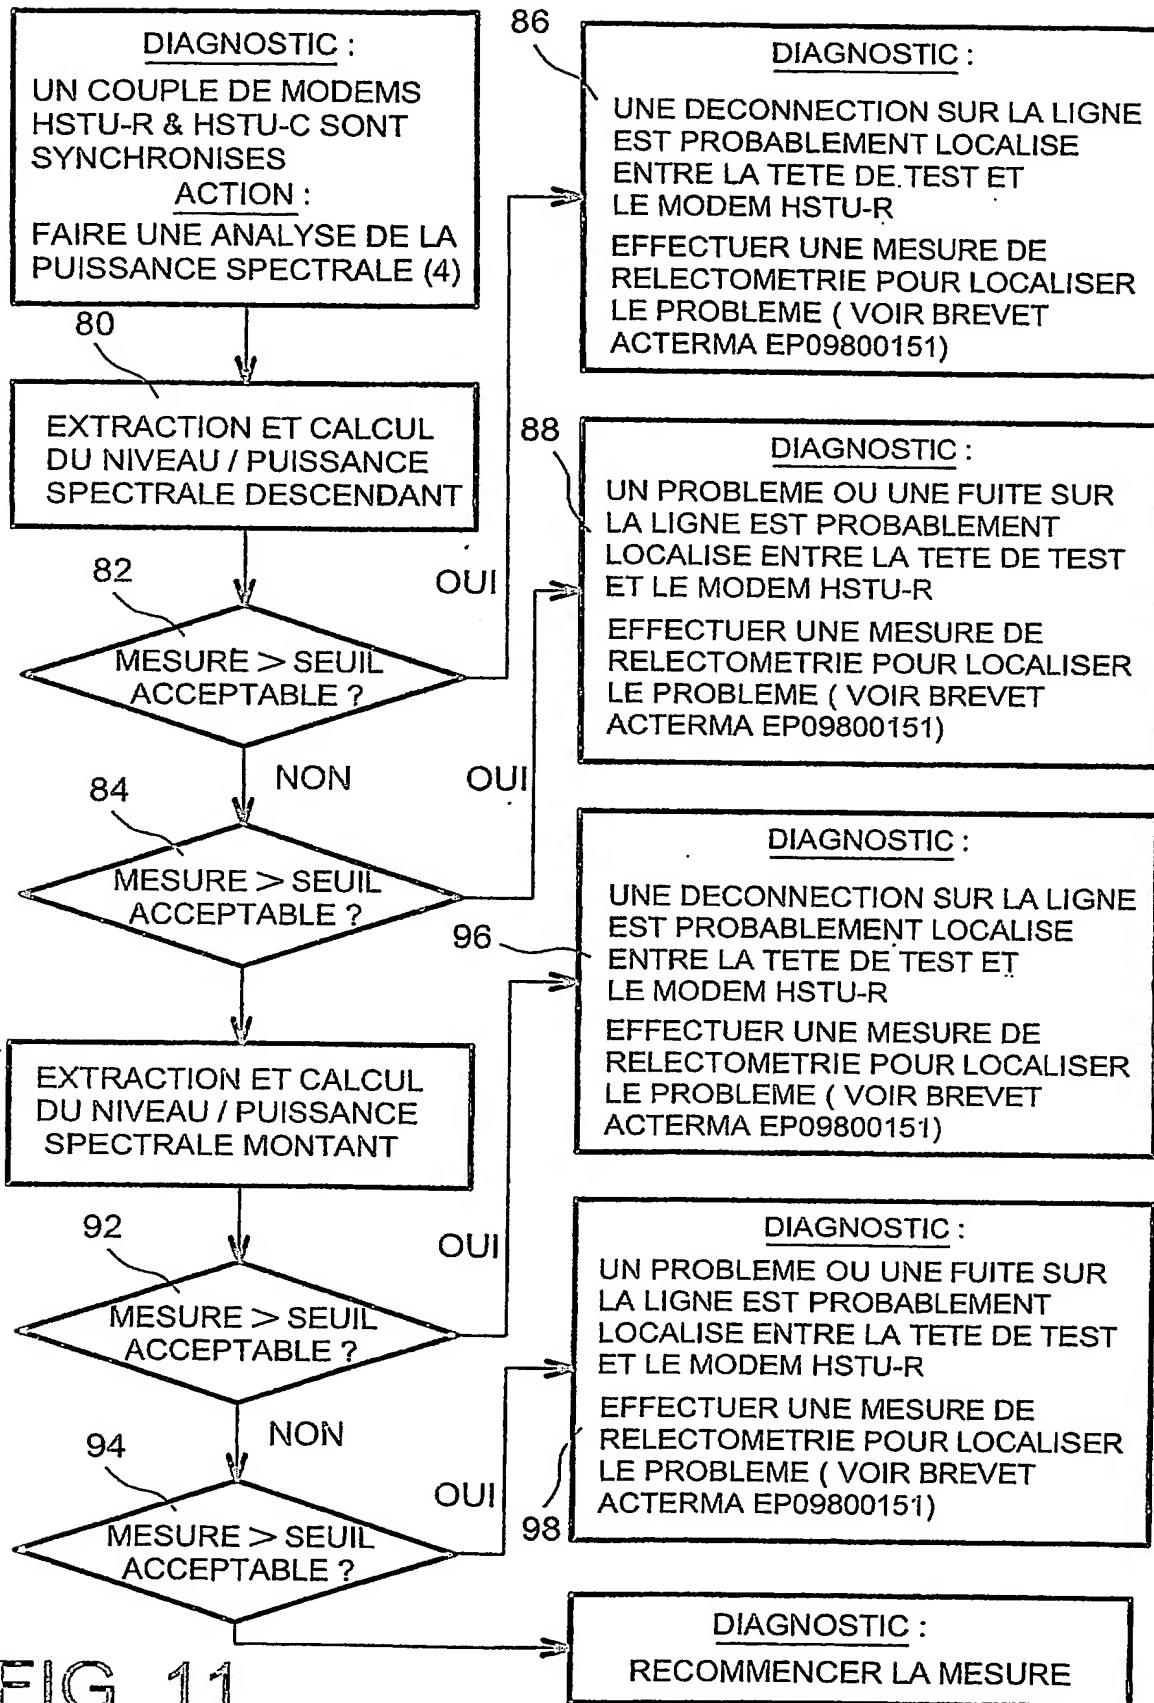 DIAGNOSTIC :
UN COUPLE DE MODEMS
HSTU-R & HSTU-C SONT
SYNCHRONISES
ACTION :
FAIRE UNE ANALYSE DE LA
PUISSANCE SPECTRALE (4)
80
EXTRACTION ET CALCUL
DU NIVEAU / PUISSANCE
SPECTRALE DESCENDANT
82
OUI
MESURE > SEUIL
ACCEPTABLE ?
NON
84
OUI
MESURE > SEUIL
ACCEPTABLE ?
EXTRACTION ET CALCUL
DU NIVEAU / PUISSANCE
SPECTRALE MONTANT
92
OUI
MESURE > SEUIL
ACCEPTABLE ?
NON
94
OUI
MESURE > SEUIL
ACCEPTABLE ?
86
DIAGNOSTIC :
UNE DECONNECTION SUR LA LIGNE
EST PROBABLEMENT LOCALISE
ENTRE LA TETE DE TEST ET
LE MODEM HSTU-R
EFFECTUER UNE MESURE DE
RELECTOMETRIE POUR LOCALISER
LE PROBLEME ( VOIR BREVET
ACTERMA EP09800151)
88
DIAGNOSTIC :
UN PROBLEME OU UNE FUITE SUR
LA LIGNE EST PROBABLEMENT
LOCALISE ENTRE LA TETE DE TEST
ET LE MODEM HSTU-R
EFFECTUER UNE MESURE DE
RELECTOMETRIE POUR LOCALISER
LE PROBLEME ( VOIR BREVET
ACTERMA EP09800151)
96
DIAGNOSTIC :
UNE DECONNECTION SUR LA LIGNE
EST PROBABLEMENT LOCALISE
ENTRE LA TETE DE TEST ET
LE MODEM HSTU-R
EFFECTUER UNE MESURE DE
RELECTOMETRIE POUR LOCALISER
LE PROBLEME ( VOIR BREVET
ACTERMA EP09800151)
98
DIAGNOSTIC :
UN PROBLEME OU UNE FUITE SUR
LA LIGNE EST PROBABLEMENT
LOCALISE ENTRE LA TETE DE TEST
ET LE MODEM HSTU-R
EFFECTUER UNE MESURE DE
RELECTOMETRIE POUR LOCALISER
LE PROBLEME ( VOIR BREVET
ACTERMA EP09800151)
DIAGNOSTIC :
RECOMMENCER LA MESURE
FIG. 11